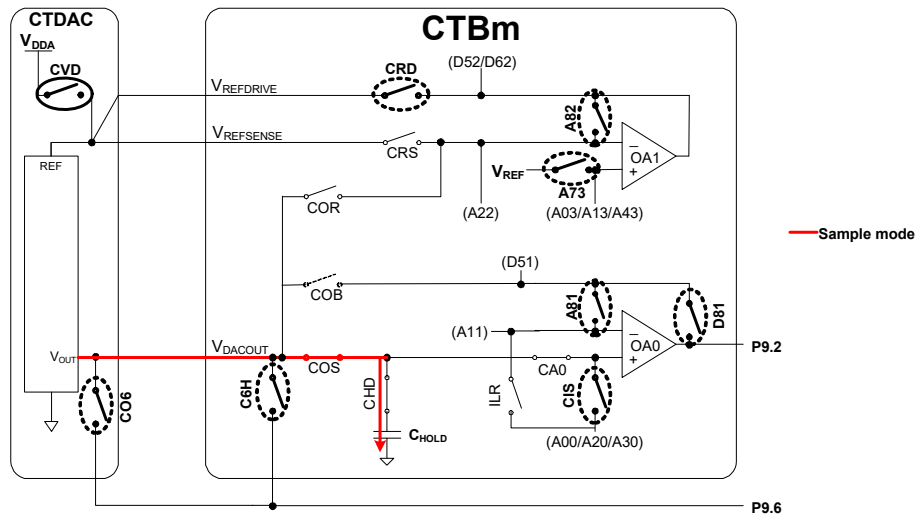 CTDAC
CTBm
VDDA
CVD
CRD
(D52/D62)
VREFDRIVE
A82
VREFSENSE
CRS
REF
OA1
VREF
A73
COR
(A22)
(A03/A13/A43)
Sample mode
(D51)
COB
A81
D81
(A11)
OA0
VOUT
VDACOUT
COS
CA0
P9.2
CO6
C6H
CHD
CHOLD
ILR
CIS
(A00/A20/A30)
P9.6